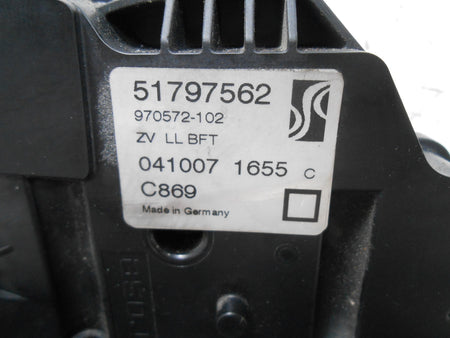 51797562
970572-102
ZV LL BFT
041007 1655 C
C869
Made in Germany